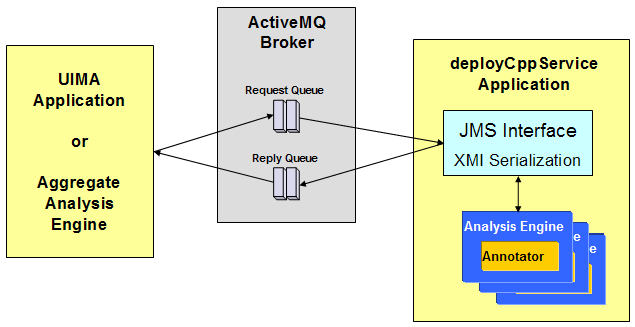 UIMA
Application
or
Aggregate
Analysis
Engine
ActiveMQ
Broker
Request Queue
Reply Queue
deployCppService
Application
JMS Interface
XMI Serialization
Analysis Engine
Annotator